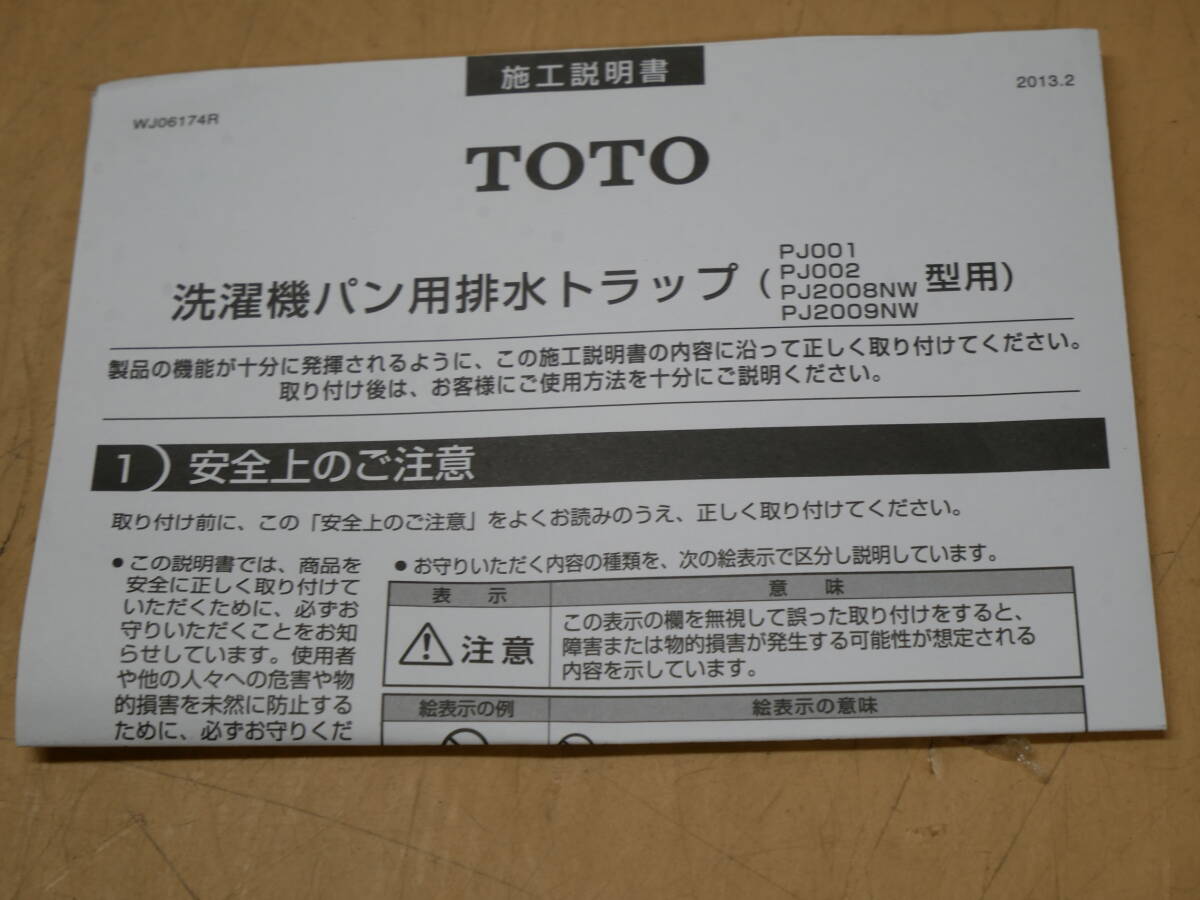 施工説明書
WJ06174R
2013.2
TOTO
洗濯機パン用排水トラップ(PJ001 PJ002 PJ2008NW PJ2009NW型用)
製品の機能が十分に発揮されるように、この施工説明書の内容に沿って正しく取り付けてください。
取り付け後は、お客様にご使用方法を十分にご説明ください。
1) 安全上のご注意
取り付け前に、この「安全上のご注意」をよくお読みのうえ、正しく取り付けてください。
●この説明書では、商品を
安全に正しく取り付けて
いただくために、必ずお
守りいただくことをお知
らせしています。使用者
や他の人々への危害や物
的損害を未然に防止する
ために、必ずお守りくだ
●お守りいただく内容の種類を、次の絵表示で区分し説明しています。
表 示 意 味
⚠注意
この表示の欄を無視して誤った取り付けをすると、
障害または物的損害が発生する可能性が想定される
内容を示しています。
絵表示の例 絵表示の意味